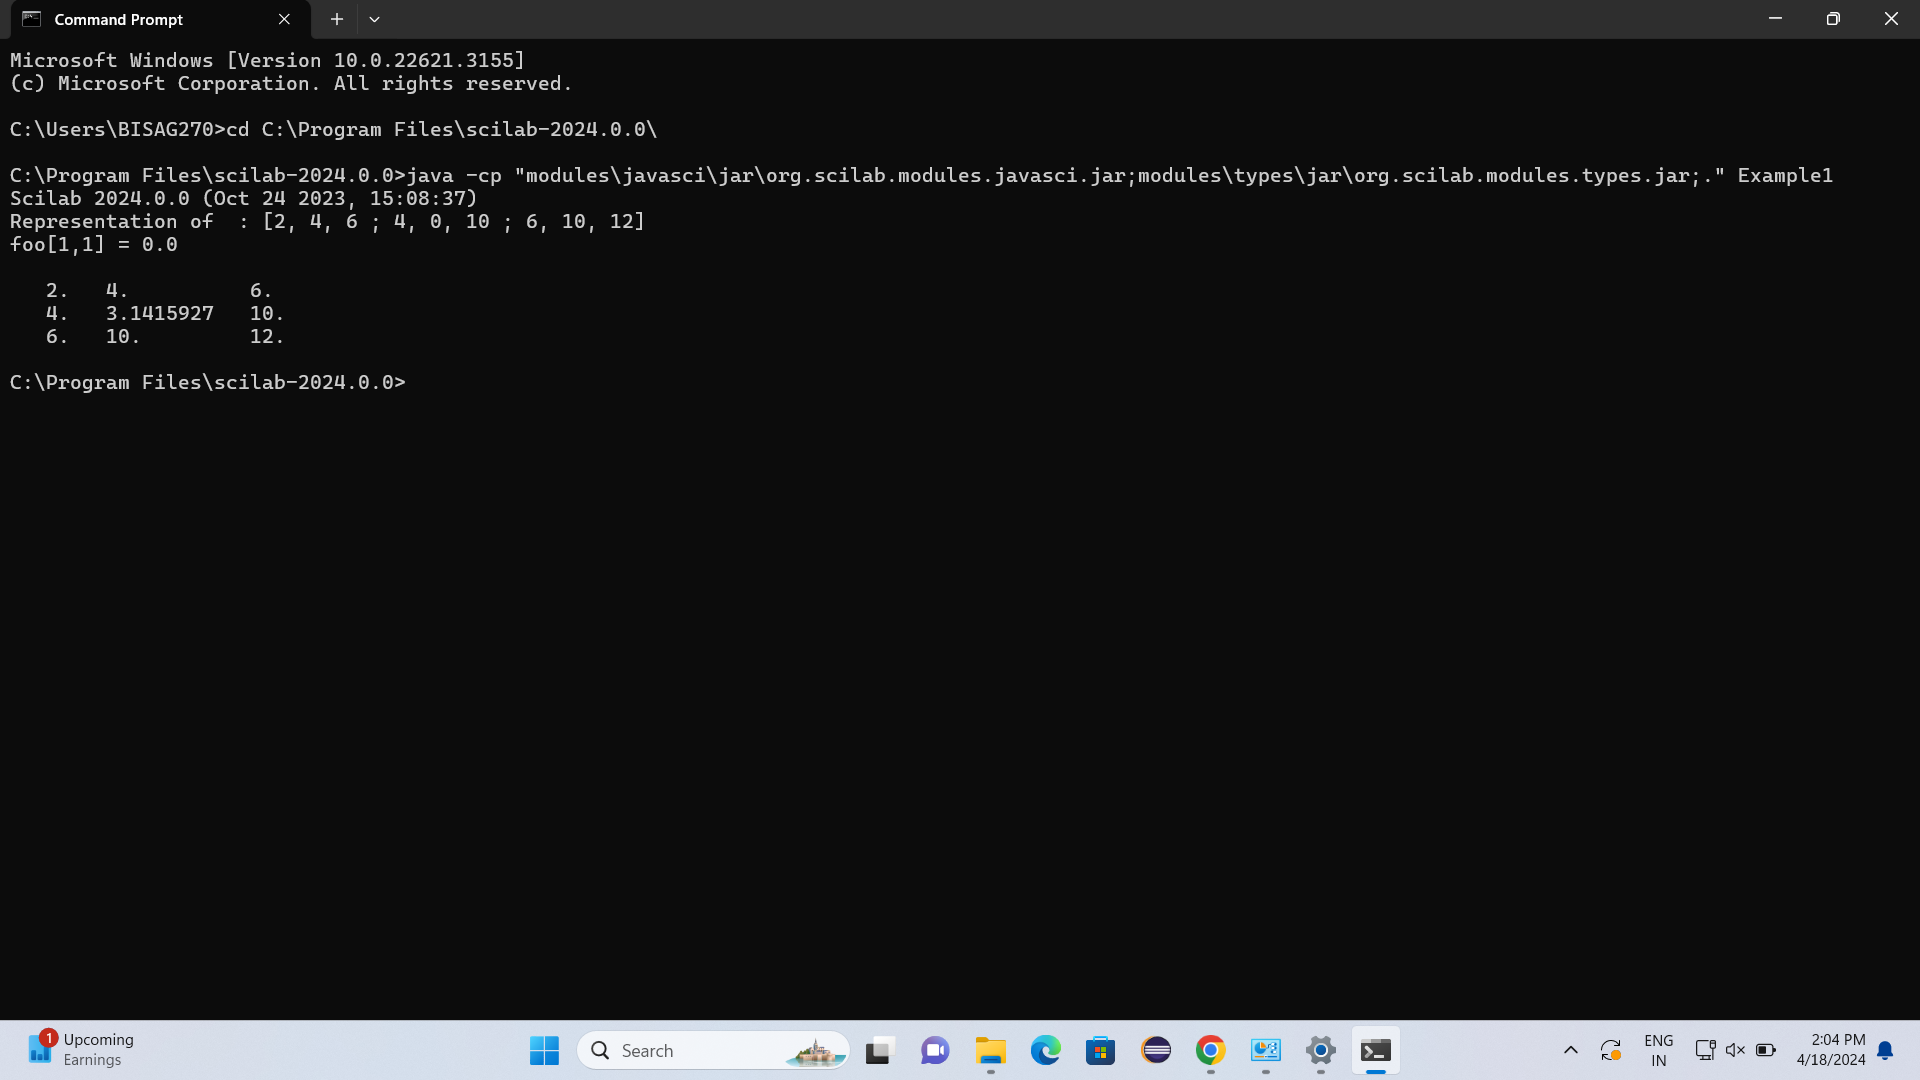 Command Prompt
Microsoft Windows [Version 10.0.22621.3155]
(c) Microsoft Corporation. All rights reserved.
C:\Users\BISAG270>cd C:\Program Files\scilab-2024.0.0\
C:\Program Files\scilab-2024.0.0>java -cp "modules\javasci\jar\org.scilab.modules.javasci.jar;modules\types\jar\org.scilab.modules.types.jar;." Example1
Scilab 2024.0.0 (Oct 24 2023, 15:08:37)
Representation of  : [2, 4, 6 ; 4, 0, 10 ; 6, 10, 12]
foo[1,1] = 0.0
   2.   4.          6.
   4.   3.1415927   10.
   6.   10.         12.
C:\Program Files\scilab-2024.0.0>
1
Upcoming
Earnings
Search
ENG
IN
2:04 PM
4/18/2024